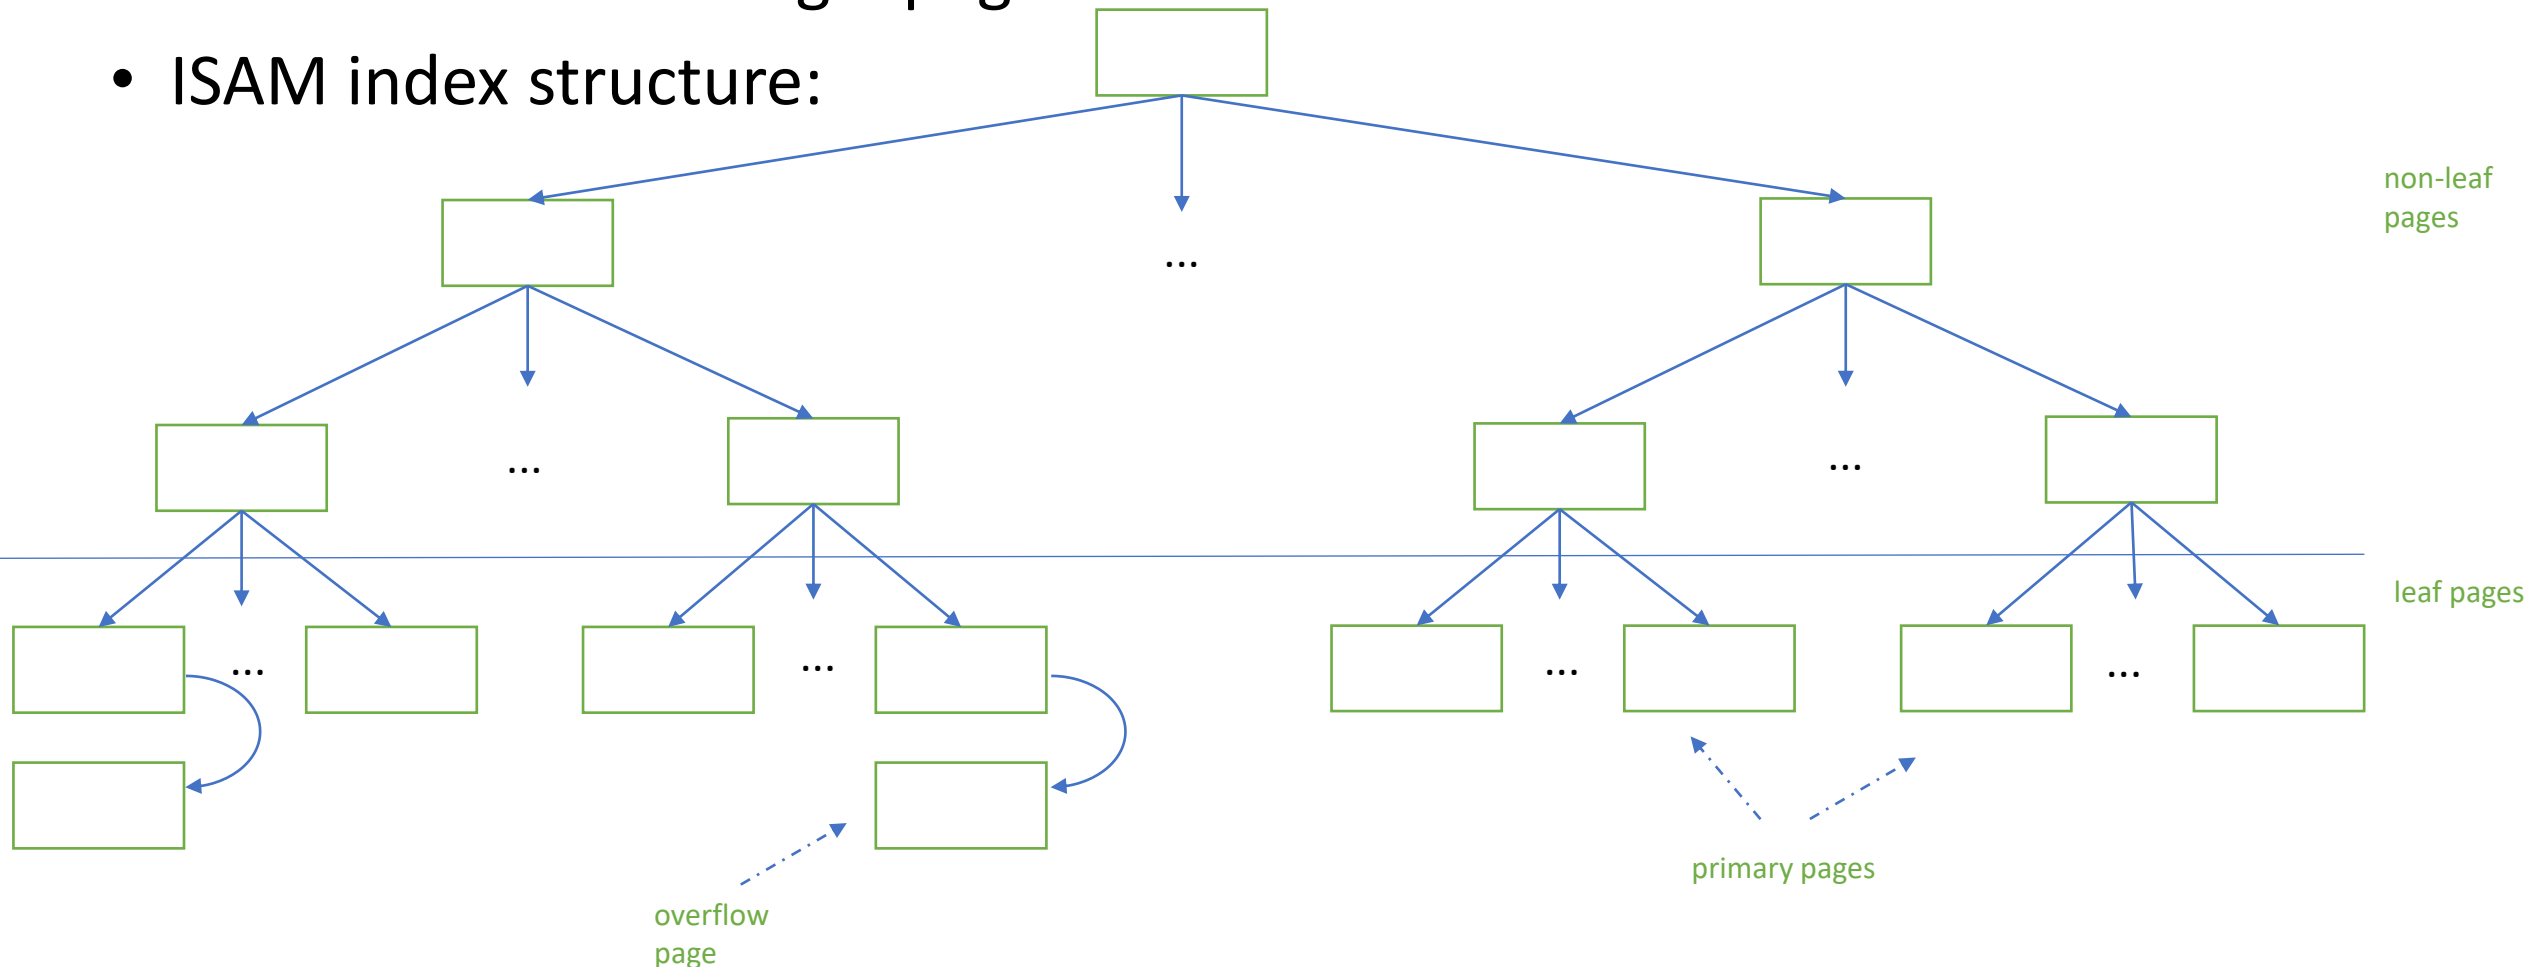 • ISAM index structure:
non-leaf
pages
...
... ...
leaf pages
... ... ... ...
primary pages
overflow
page